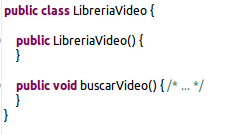 public class LibreriaVideo {
public LibreriaVideo() {
}
public void buscarVideo() { /* ... */
}
}